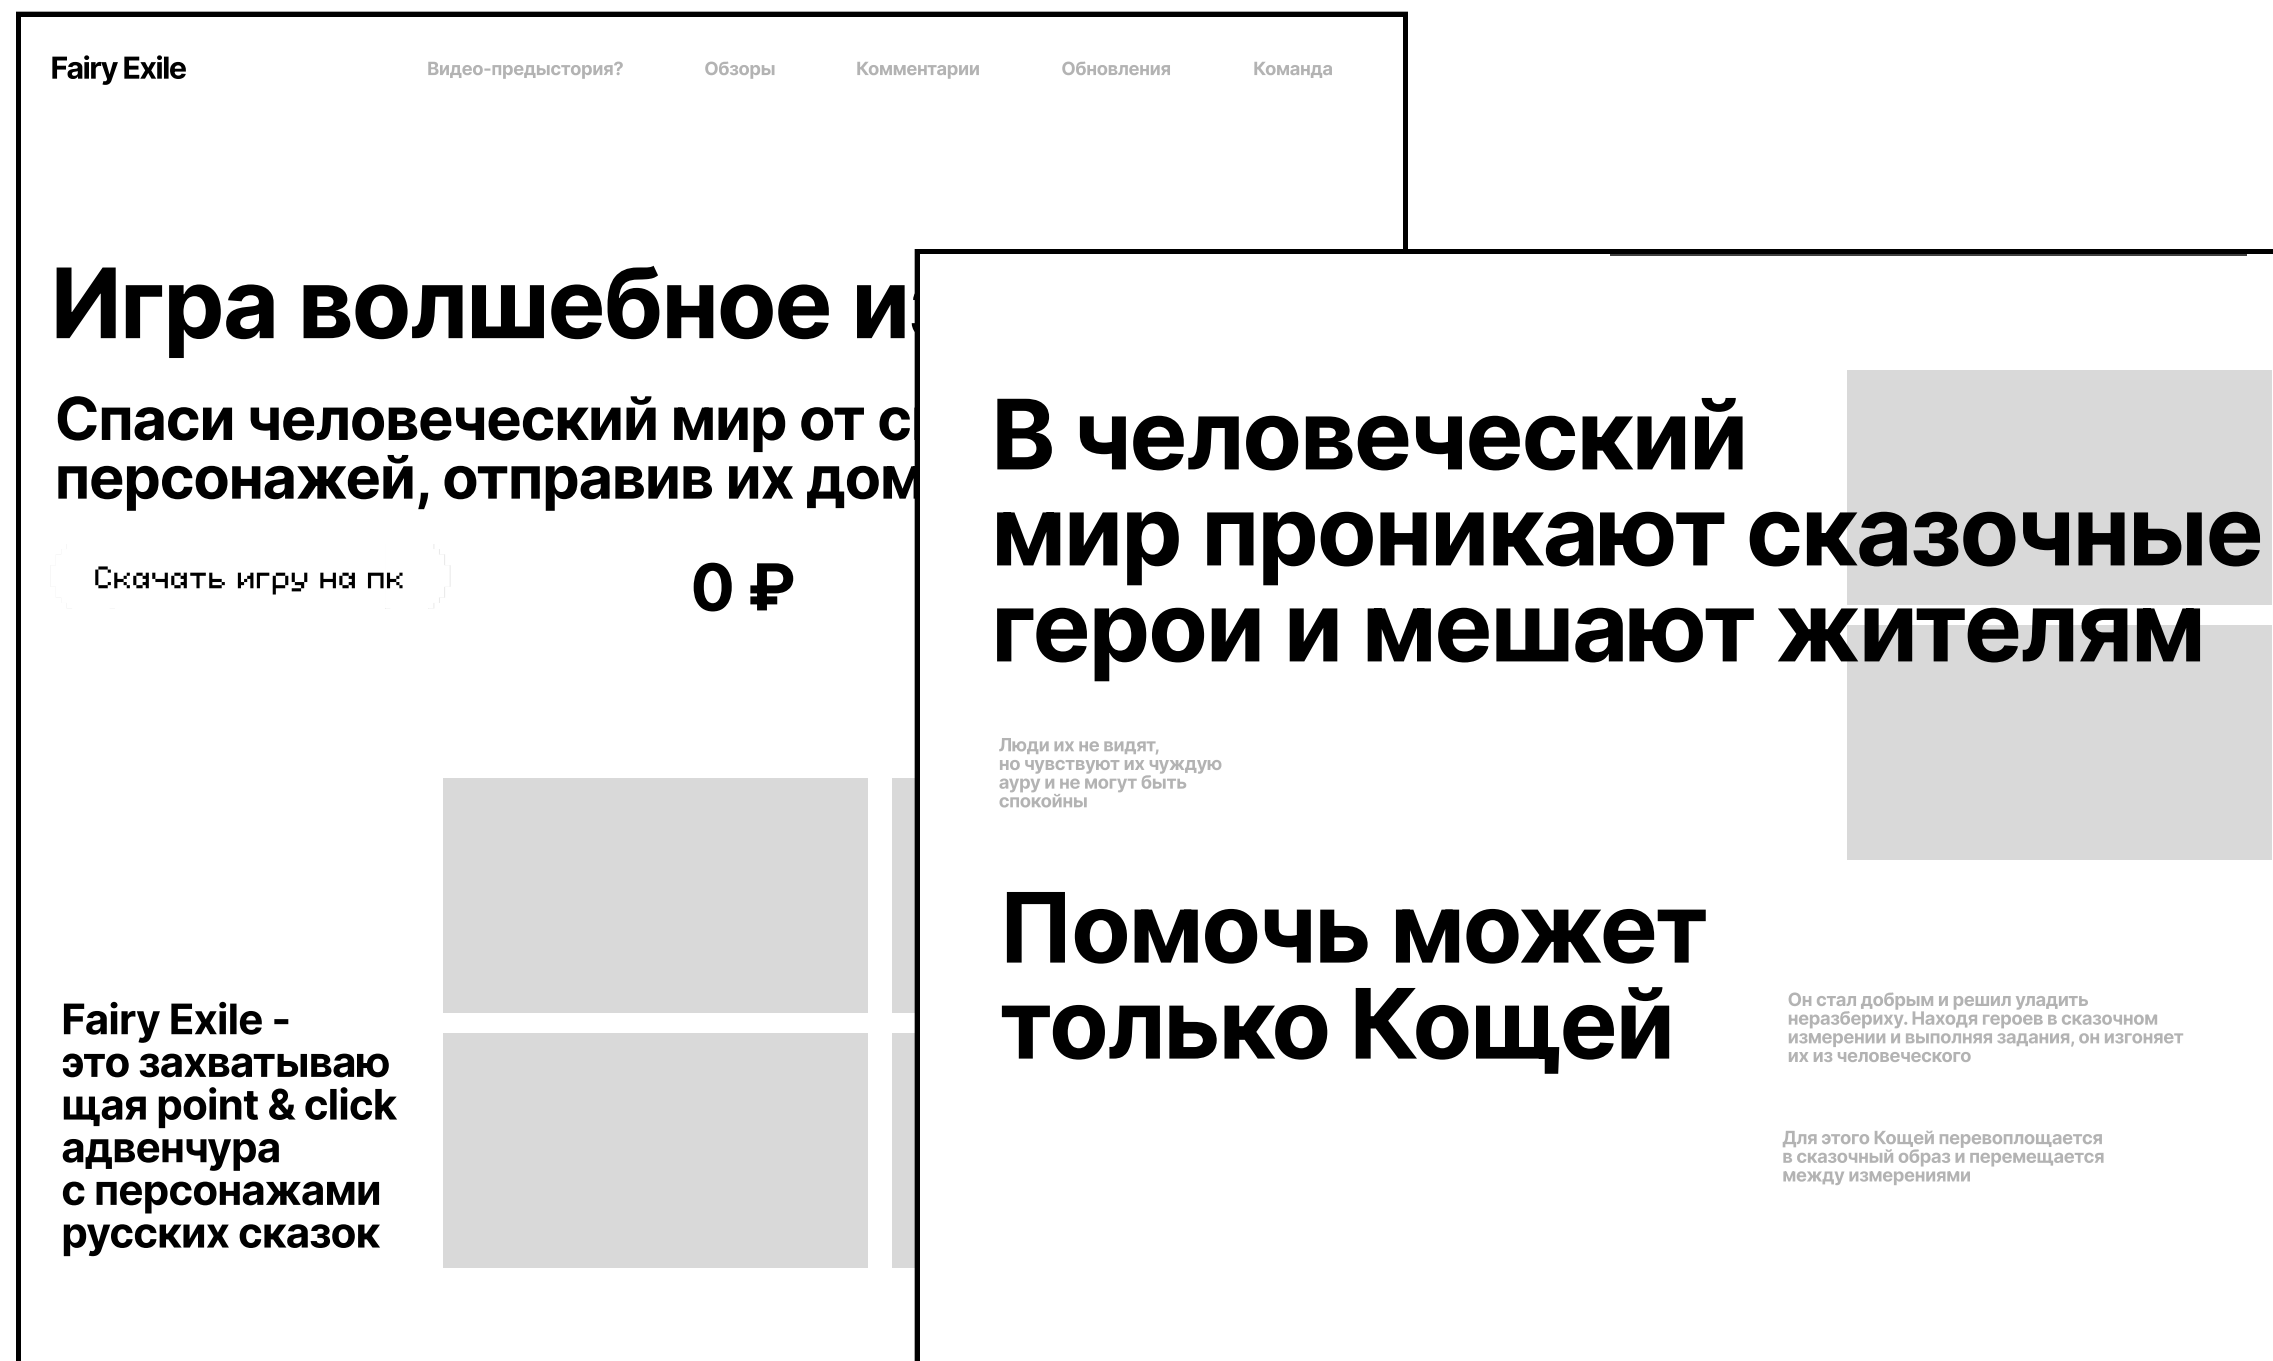 Fairy Exile
Видео-предыстория?
Обзоры
Комментарии
Обновления
Команда
Игра волшебное
Спаси человеческий мир от
персонажей, отправив их
Скачать игру на пк
0 ₽
Fairy Exile -
это захватываю
щая point & click
адвенчура
с персонажами
русских сказок
В человеческий
мир проникают сказочные
герои и мешают жителям
Люди их не видят,
но чувствуют их чуждую
ауру и не могут быть
спокойны
Помочь может
только Кощей
Он стал добрым и решил уладить
неразбериху. Находя героев в сказочном
измерении и выполняя задания, он изгоняет
их из человеческого
Для этого Кощей перевоплощается
в сказочный образ и перемещается
между измерениями